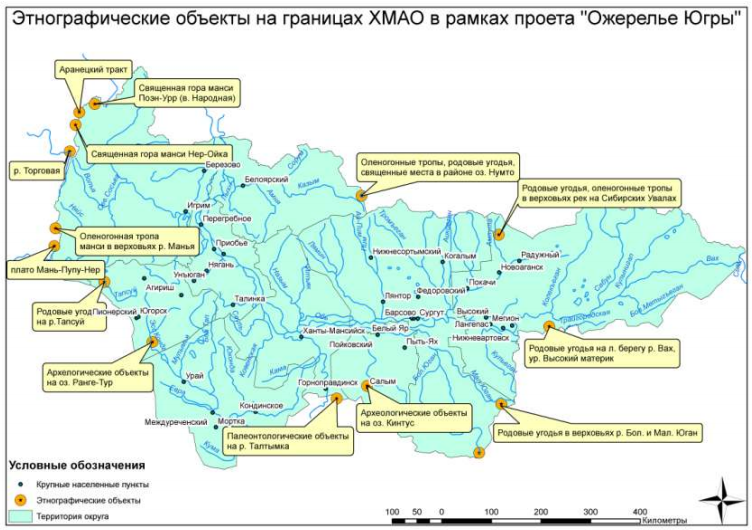 Этнографические объекты на границах ХМАО в рамках проета "Ожерелье Югры"
Аранецкий тракт
Священная гора манси
Поэн-Урр (в. Народная)
Священная гора манси Нер-Ойка
р. Торговая
Березово
Белоярский
Казым
Оленогонные тропы, родовые угодья,
священные места в районе оз. Нумто
Родовые угодья, оленогонные тропы
в верховьях рек на Сибирских Увалах
Игрим
Перегребное
Оленогонная тропа
манси в верховьях р. Манья
Приобье
плато Мань-Пупу-Нер
Нягань
Унъюган
Агириш
Нижнесортымский
Когалым
Радужный
Новоаганск
Покачи
Вах
Родовые угод
на р.Тапсуй
Тапсуй
Талинка
Лянтор
Федоровский
Пионерский
Югорск
Ханты-Мансийск
Барсово
Сургут
Белый Яр
Высокий
Мегион
Лангепас
Нижневартовск
Пойковский
Пыть-Ях
Родовые угодья на л. берегу р. Вах,
ур. Высокий материк
Архелогические объекты
на оз. Ранге-Тур
Урай
Горноправдинск
Салым
Кондинское
Междуреченский
Мортка
Кума
Археологические объекты
на оз. Кинтус
Палеонтологические объекты
на р. Талтымка
Родовые угодья в верховьях р. Бол. и Мал. Юган
Условные обозначения
Крупные населенные пункты
Этнографические объекты
Территория округа
100 50 0 100 200 300 400
Километры